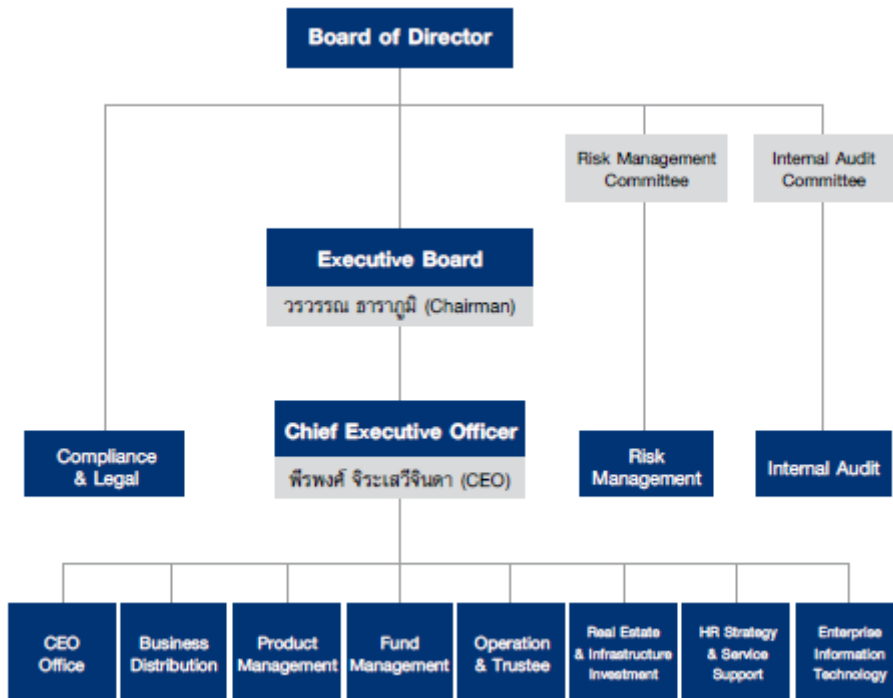 Board of Director
Risk Management
Committee
Internal Audit
Committee
Executive Board
วรวรรณ ธาราภูมิ (Chairman)
Chief Executive Officer
พีรพงศ์ จิระเสวีจินดา (CEO)
Compliance
& Legal
Risk
Management
Internal Audit
CEO
Office
Business
Distribution
Product
Management
Fund
Management
Operation
& Trustee
Real Estate
& Infrastructure
Investment
HR Strategy
& Service
Support
Enterprise
Information
Technology